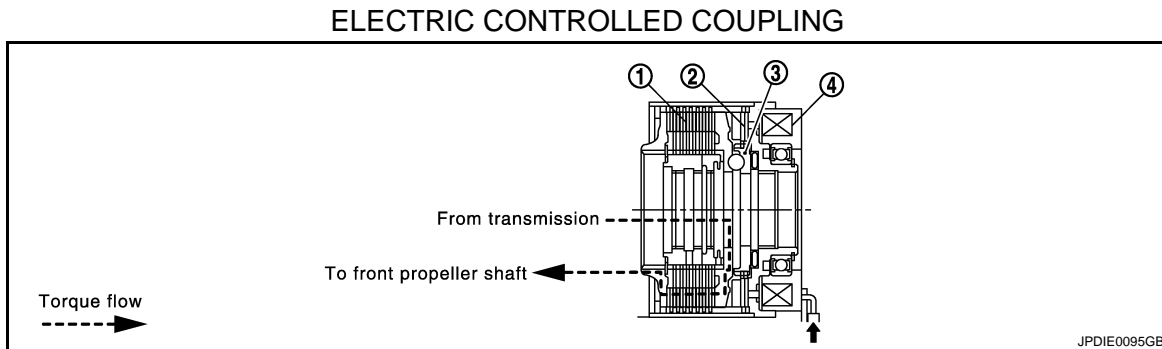 ELECTRIC CONTROLLED COUPLING
① ② ③ ④
From transmission
To front propeller shaft
Torque flow
JPDIE0095GB